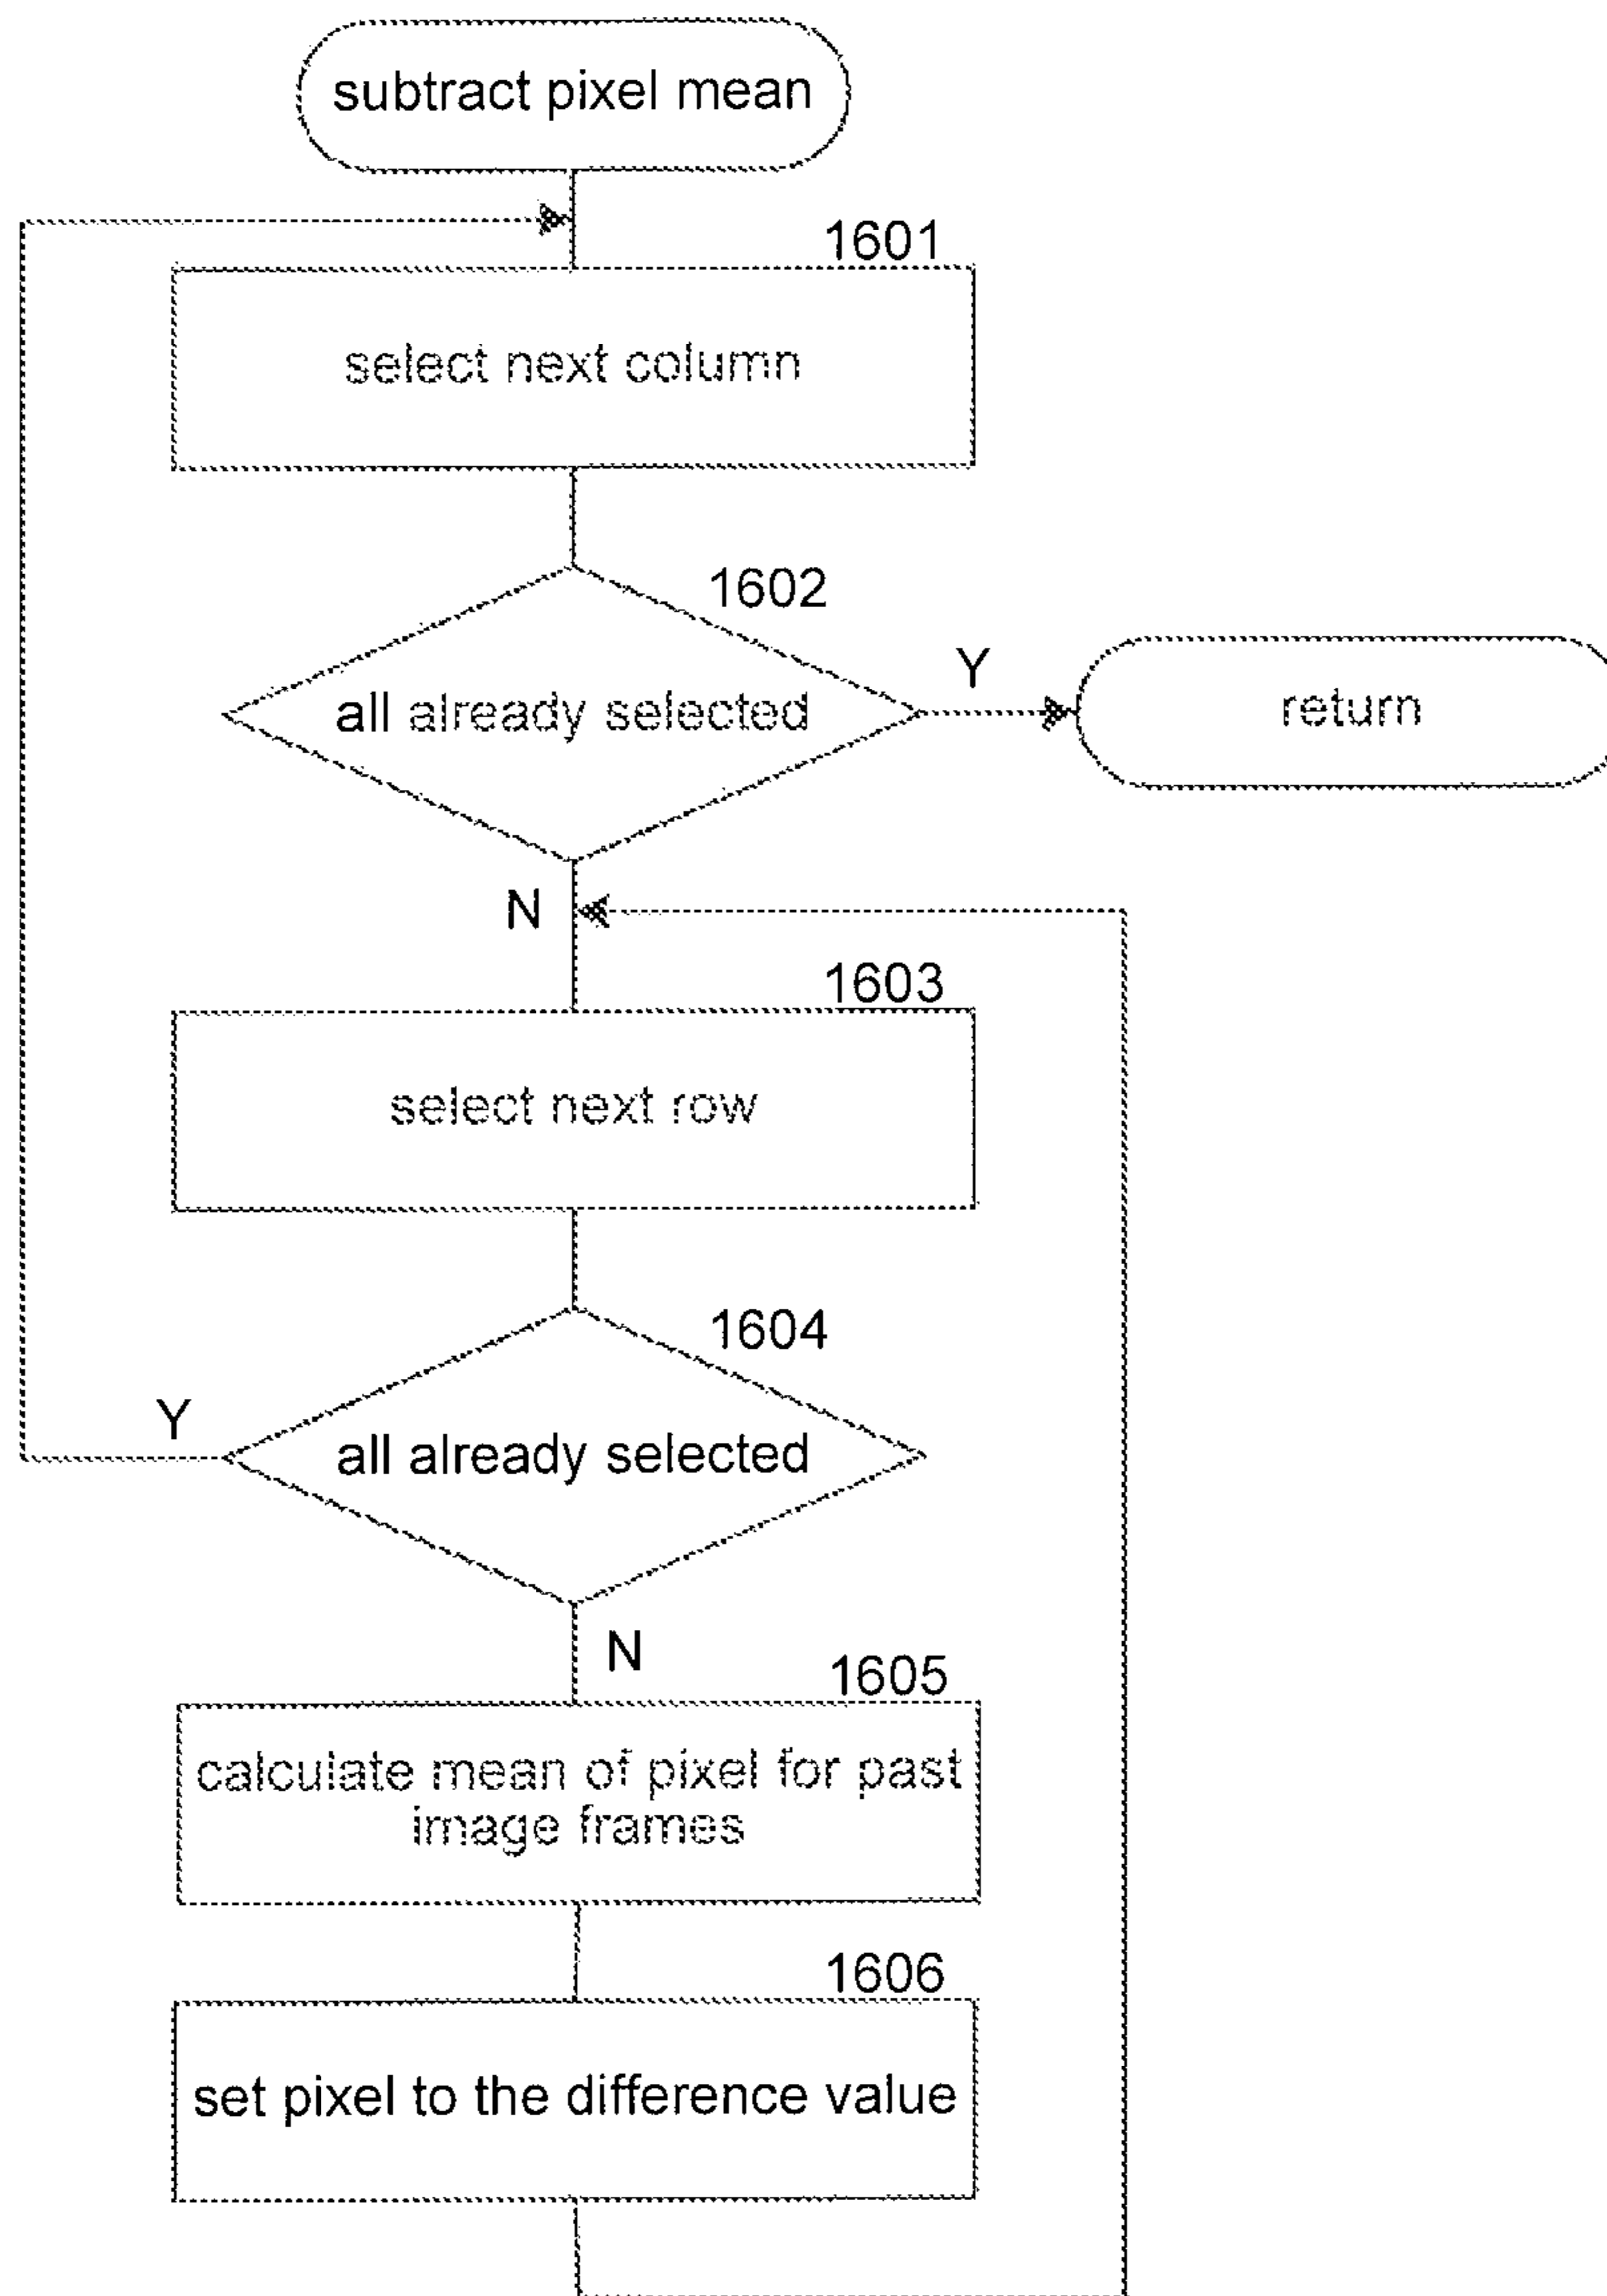 subtract pixel mean
1601
select next column
1602
all already selected
Y
return
N
1603
select next row
1604
Y
all already selected
N
1605
calculate mean of pixel for past
image frames
1606
set pixel to the difference value